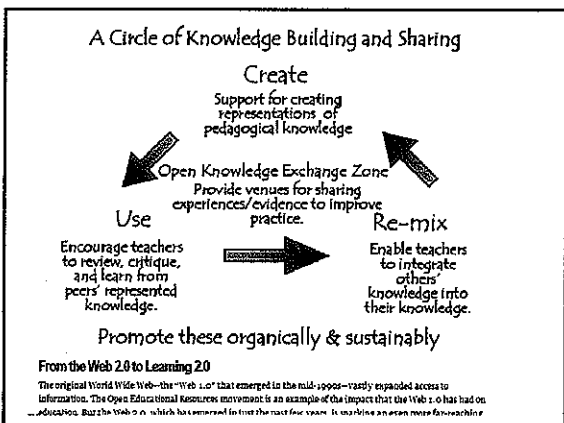 A Circle of Knowledge Building and Sharing
Create
Support for creating
representations of
pedagogical knowledge
Open Knowledge Exchange Zone
Provide venues for sharing
experiences/evidence to improve
practice.
Use
Encourage teachers
to review, critique,
and learn from
peers' represented
knowledge.
Re-mix
Enable teachers
to integrate
others'
knowledge into
their knowledge.
Promote these organically & sustainably
From the Web 2.0 to Learning 2.0
The original World Wide Web—the "Web 1.0" that emerged in the mid-1990s—vastly expanded access to
information. The Open Educational Resources movement is an example of the impact that the Web 1.0 has had on
education. But the Web 2.0, which has emerged in just the past few years, is sparking an even more far-reaching